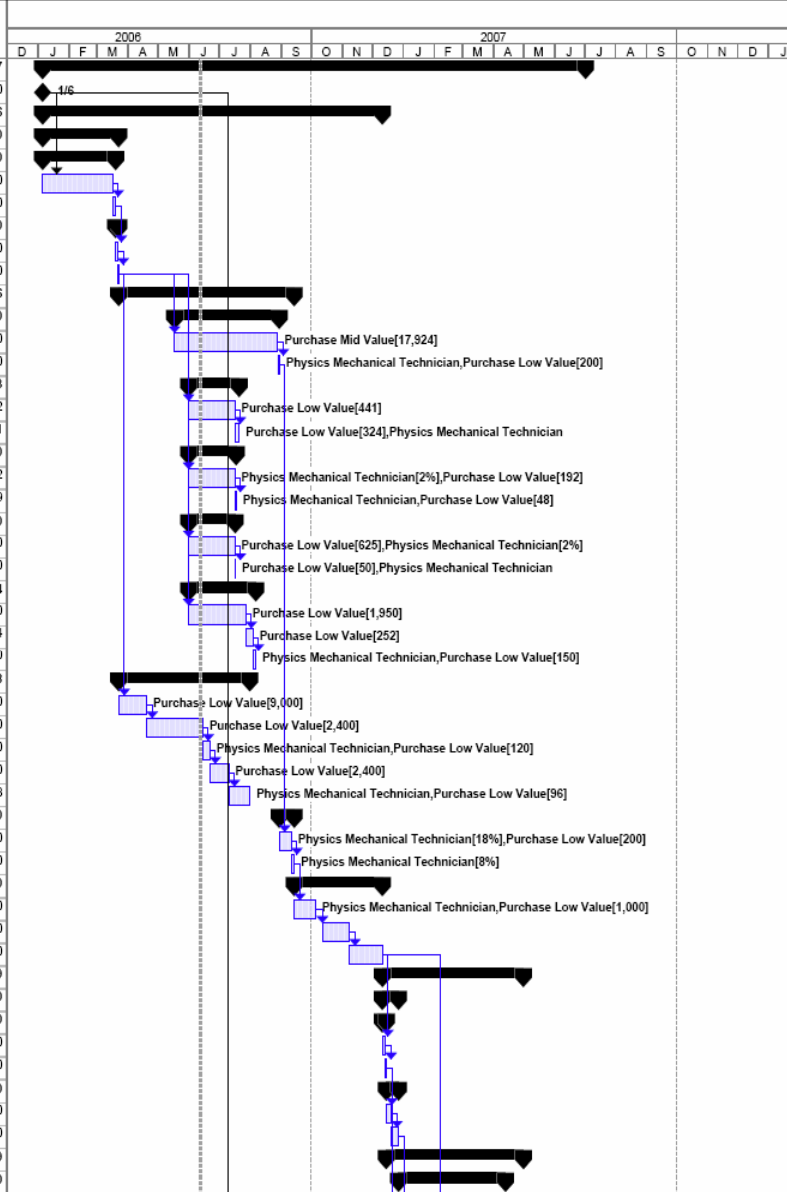 2006 2007
D J F M A M J J A S O N D J F M A M J J A S O N D J
1/6
Purchase Mid Value[17,924]
Physics Mechanical Technician,Purchase Low Value[200]
Purchase Low Value[441]
Purchase Low Value[324],Physics Mechanical Technician
Physics Mechanical Technician[2%],Purchase Low Value[192]
Physics Mechanical Technician,Purchase Low Value[48]
Purchase Low Value[625],Physics Mechanical Technician[2%]
Purchase Low Value[50],Physics Mechanical Technician
Purchase Low Value[1,950]
Purchase Low Value[252]
Physics Mechanical Technician,Purchase Low Value[150]
Purchase Low Value[9,000]
Purchase Low Value[2,400]
Physics Mechanical Technician,Purchase Low Value[120]
Purchase Low Value[2,400]
Physics Mechanical Technician,Purchase Low Value[96]
Physics Mechanical Technician[18%],Purchase Low Value[200]
Physics Mechanical Technician[8%]
Physics Mechanical Technician,Purchase Low Value[1,000]